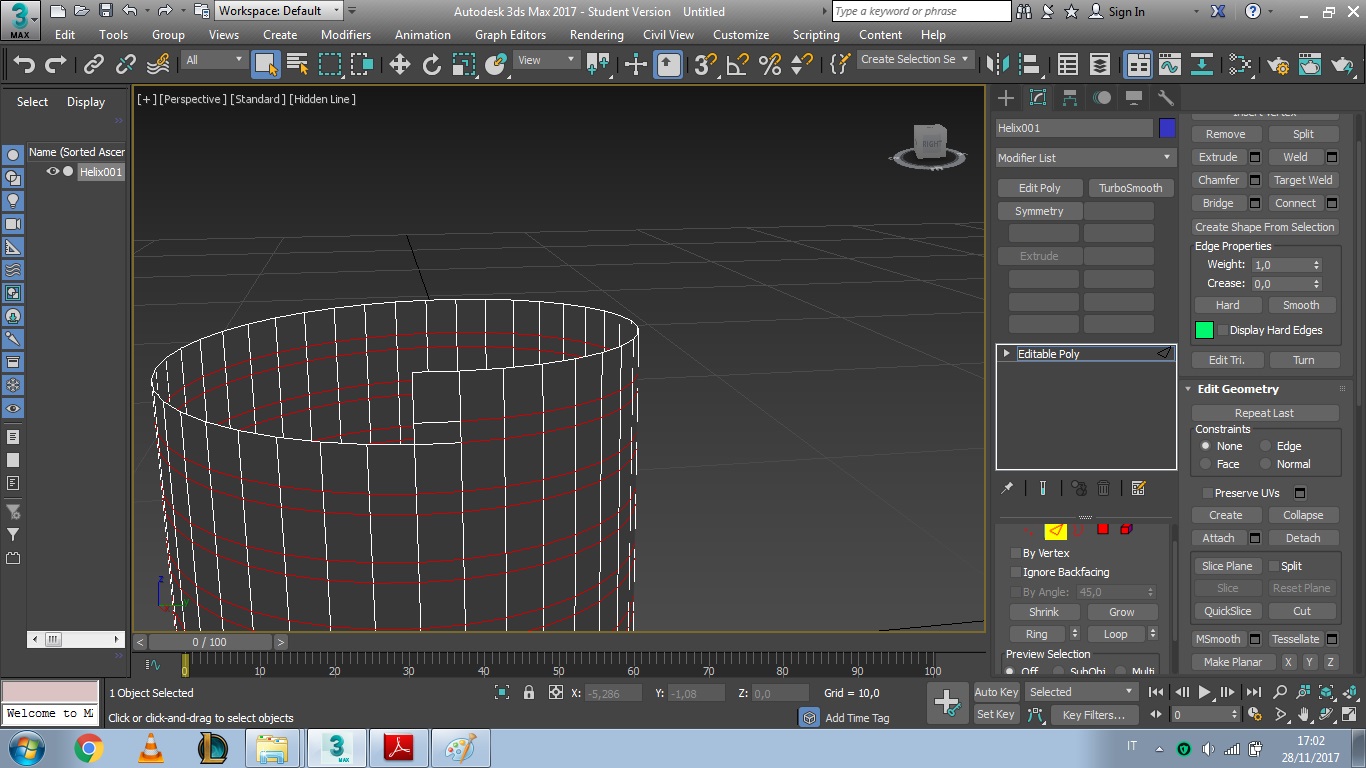 Workspace: Default
Autodesk 3ds Max 2017 - Student Version Untitled
Type a keyword or phrase
Sign In
3
MAX
Edit Tools Group Views Create Modifiers Animation Graph Editors Rendering Civil View Customize Scripting Content Help
All
View
Create Selection Se
Select Display
Name (Sorted Ascer
Helix001
[+] [Perspective] [Standard] [Hidden Line]
RIGHT
z
Helix001
Modifier List
Edit Poly TurboSmooth
Symmetry
Extrude
Editable Poly
By Vertex
Ignore Backfacing
By Angle: 45,0
Shrink Grow
Ring Loop
Preview Selection
Off SubObj Multi
Insert Vertex
Remove Split
Extrude Weld
Chamfer Target Weld
Bridge Connect
Create Shape From Selection
Edge Properties
Weight: 1,0
Crease: 0,0
Hard Smooth
Display Hard Edges
Edit Tri. Turn
Edit Geometry
Repeat Last
Constraints
None Edge
Face Normal
Preserve UVs
Create Collapse
Attach Detach
Slice Plane Split
Slice Reset Plane
QuickSlice Cut
MSmooth Tessellate
Make Planar X Y Z
< 0 / 100 >
0 10 20 30 40 50 60 70 80 90 100
1 Object Selected
X: -5,286 Y: -1,08 Z: 0,0 Grid = 10,0
Auto Key Selected
Welcome to MA
Click or click-and-drag to select objects
Add Time Tag
Set Key Key Filters...
0
3
MAX
IT
17:02
28/11/2017